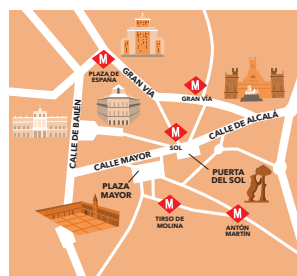 M
PLAZA DE
ESPAÑA
GRAN VÍA
M
GRAN VÍA
CALLE DE BAILÉN
M
SOL
CALLE DE ALCALÁ
CALLE MAYOR
PUERTA
DEL SOL
PLAZA
MAYOR
M
TIRSO DE
MOLINA
M
ANTÓN
MARTÍN